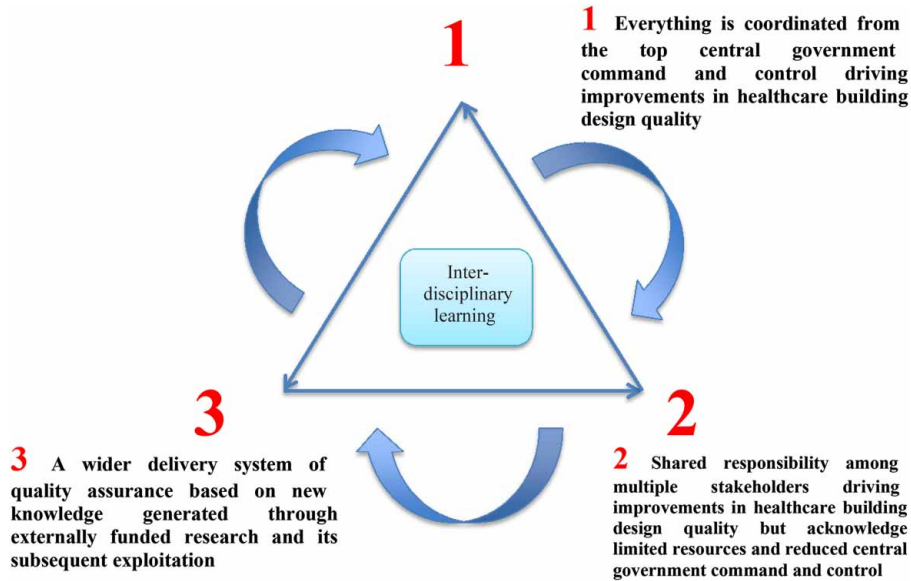 1
1 Everything is coordinated from
the top central government
command and control driving
improvements in healthcare building
design quality
Inter-
disciplinary
learning
3
2
3 A wider delivery system of
quality assurance based on new
knowledge generated through
externally funded research and its
subsequent exploitation
2 Shared responsibility among
multiple stakeholders driving
improvements in healthcare building
design quality but acknowledge
limited resources and reduced central
government command and control